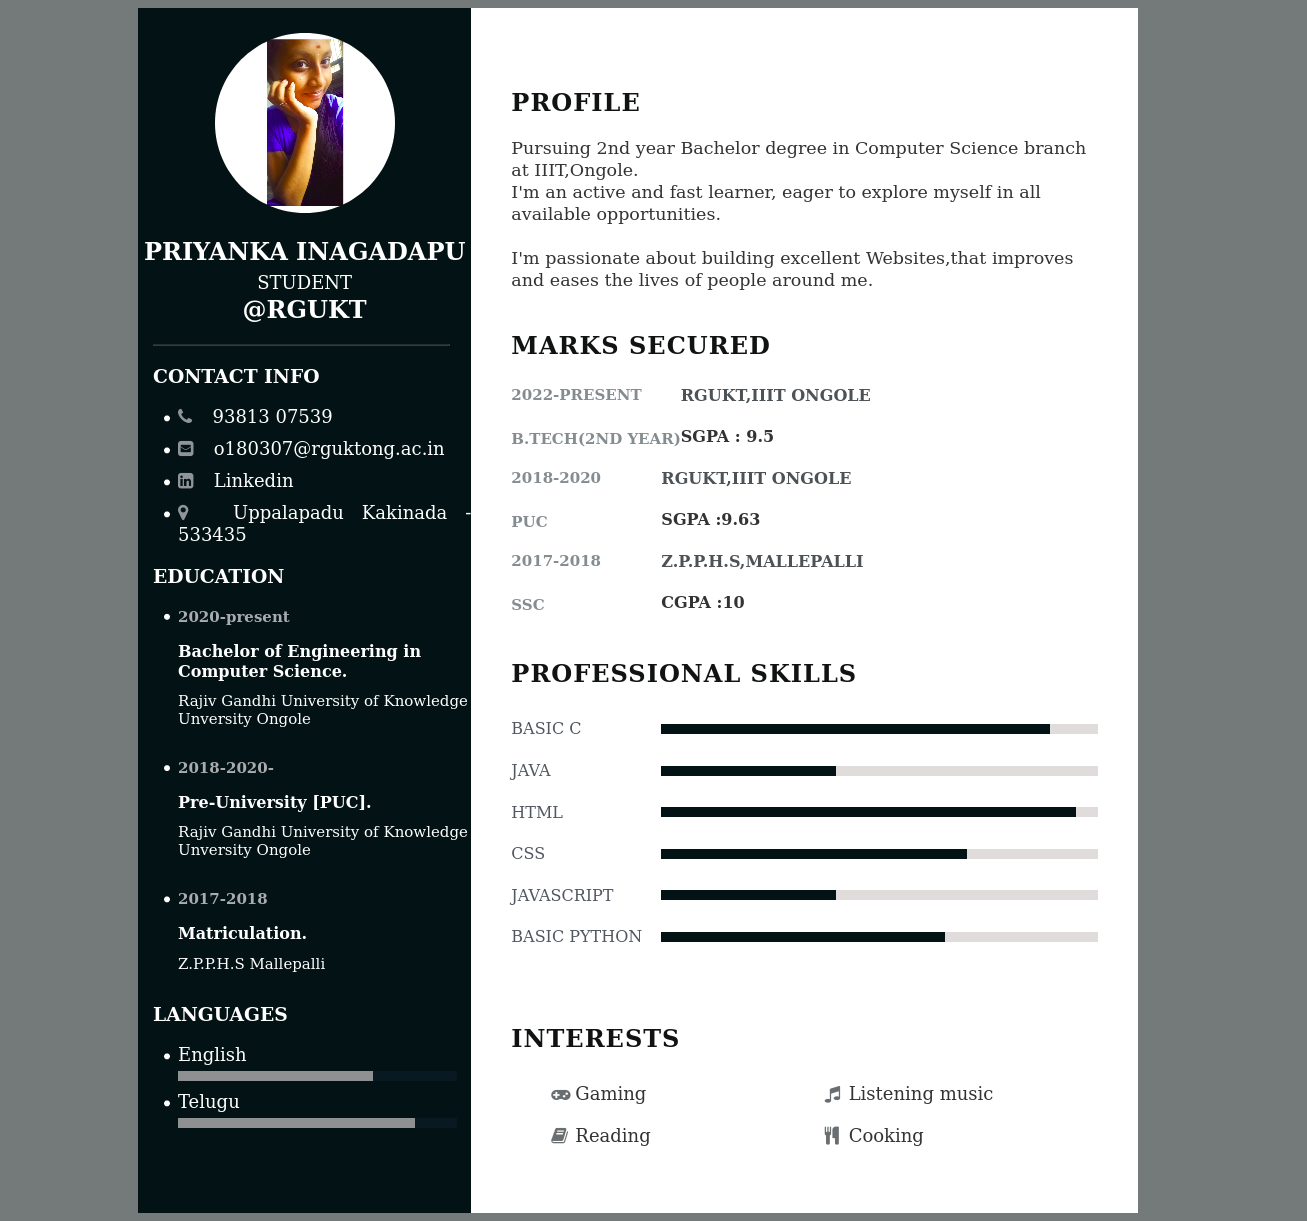 PRIYANKA INAGADAPU
STUDENT
@RGUKT
CONTACT INFO
93813 07539
o180307@rguktong.ac.in
Linkedin
Uppalapadu Kakinada -
533435
EDUCATION
2020-present
Bachelor of Engineering in
Computer Science.
Rajiv Gandhi University of Knowledge
Unversity Ongole
2018-2020-
Pre-University [PUC].
Rajiv Gandhi University of Knowledge
Unversity Ongole
2017-2018
Matriculation.
Z.P.P.H.S Mallepalli
LANGUAGES
English
Telugu
PROFILE
Pursuing 2nd year Bachelor degree in Computer Science branch
at IIIT,Ongole.
I'm an active and fast learner, eager to explore myself in all
available opportunities.
I'm passionate about building excellent Websites,that improves
and eases the lives of people around me.
MARKS SECURED
2022-PRESENT RGUKT,IIIT ONGOLE
B.TECH(2ND YEAR) SGPA : 9.5
2018-2020 RGUKT,IIIT ONGOLE
PUC SGPA :9.63
2017-2018 Z.P.P.H.S,MALLEPALLI
SSC CGPA :10
PROFESSIONAL SKILLS
BASIC C
JAVA
HTML
CSS
JAVASCRIPT
BASIC PYTHON
INTERESTS
Gaming Listening music
Reading Cooking